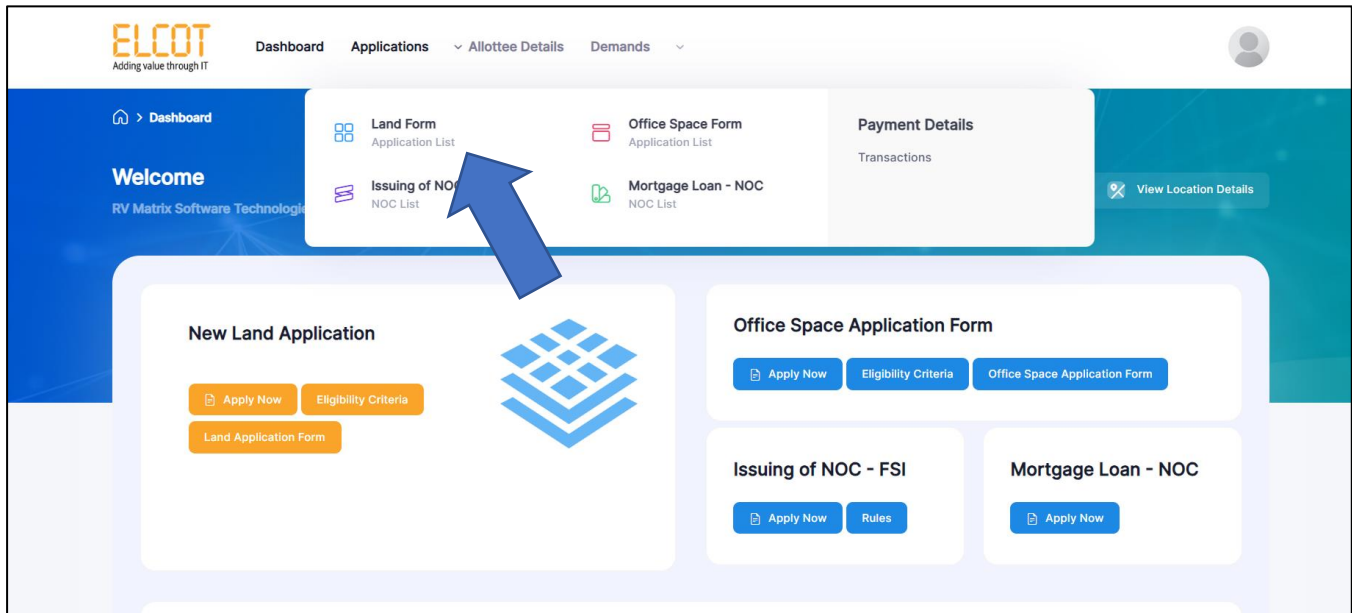 ELCOT
Adding value through IT
Dashboard Applications Allottee Details Demands
> Dashboard
Welcome
RV Matrix Software
Land Form
Application List
Office Space Form
Application List
Payment Details
Transactions
Issuing of
NOC List
Mortgage Loan - NOC
NOC List
View Location Details
New Land Application
Apply Now Eligibility Criteria
Land Application Form
Office Space Application Form
Apply Now Eligibility Criteria Office Space Application Form
Issuing of NOC - FSI
Apply Now Rules
Mortgage Loan - NOC
Apply Now